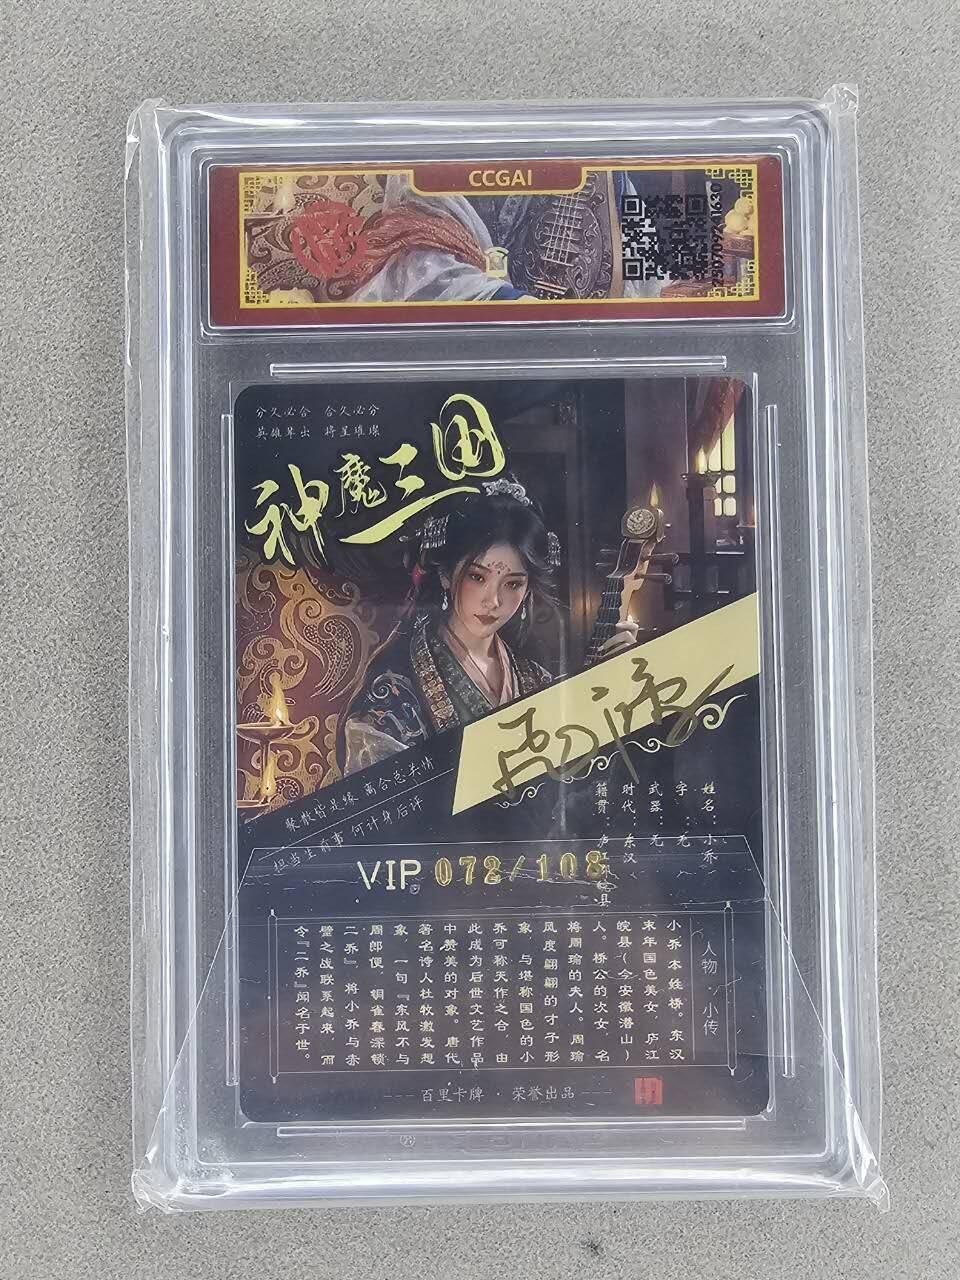 CCGAI
2307092A1630
分久必合 合久必分
英雄辈出 将星璀璨
神魔三国
聚散皆是缘 离合总关情
担当生前事 何计身后评
姓名:小乔
字:无
武器:无
时代:东汉
籍贯:庐江郡皖县
VIP 072/108
人物·小传
小乔本姓桥。东汉
末年国色美女,庐江
皖县(今安徽潜山)
人。桥公的次女,名
将周瑜的夫人。周瑜
风度翩翩的才子形
象,与堪称国色的小
乔可称天作之合,由
此成为后世文艺作品
中赞美的对象。唐代
著名诗人杜牧激发想
象,一句『东风不与
周郎便,铜雀春深锁
二乔』,将小乔与赤
壁之战联系起来,而
令『二乔』闻名于世。
--- 百里卡牌 · 荣誉出品 ---